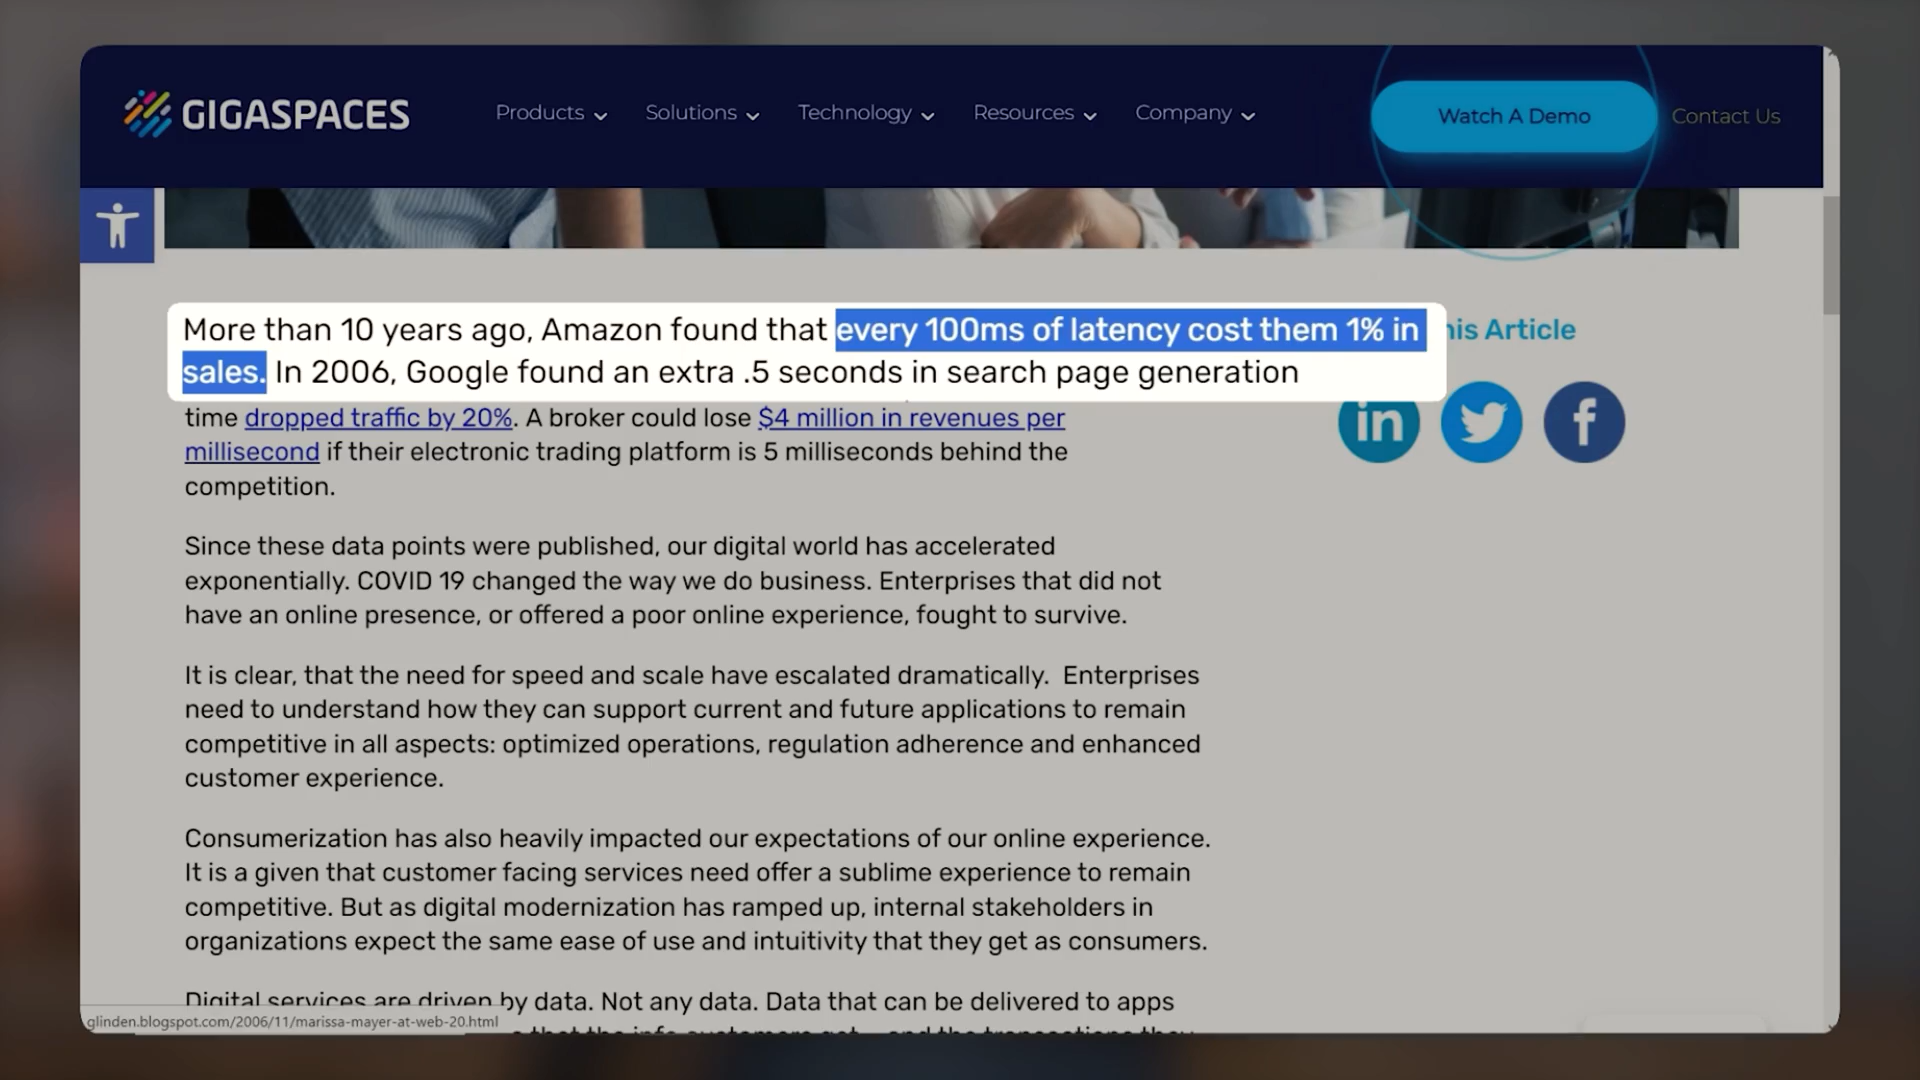 GIGASPACES
Products
Solutions
Technology
Resources
Company
Watch A Demo
Contact Us
More than 10 years ago, Amazon found that every 100ms of latency cost them 1% in
sales. In 2006, Google found an extra .5 seconds in search page generation
his Article
time dropped traffic by 20%. A broker could lose $4 million in revenues per
millisecond if their electronic trading platform is 5 milliseconds behind the
competition.
in
f
Since these data points were published, our digital world has accelerated
exponentially. COVID 19 changed the way we do business. Enterprises that did not
have an online presence, or offered a poor online experience, fought to survive.
It is clear, that the need for speed and scale have escalated dramatically. Enterprises
need to understand how they can support current and future applications to remain
competitive in all aspects: optimized operations, regulation adherence and enhanced
customer experience.
Consumerization has also heavily impacted our expectations of our online experience.
It is a given that customer facing services need offer a sublime experience to remain
competitive. But as digital modernization has ramped up, internal stakeholders in
organizations expect the same ease of use and intuitivity that they get as consumers.
Digital services are driven by data. Not any data. Data that can be delivered to apps
glinden.blogspot.com/2006/11/marissa-mayer-at-web-20.html